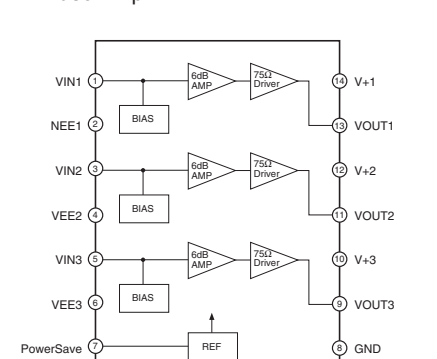 VIN1 1 6dB AMP 75Ω Driver 14 V+1
BIAS
NEE1 2 13 VOUT1
VIN2 3 6dB AMP 75Ω Driver 12 V+2
BIAS
VEE2 4 11 VOUT2
VIN3 5 6dB AMP 75Ω Driver 10 V+3
BIAS
VEE3 6 9 VOUT3
PowerSave 7 REF 8 GND